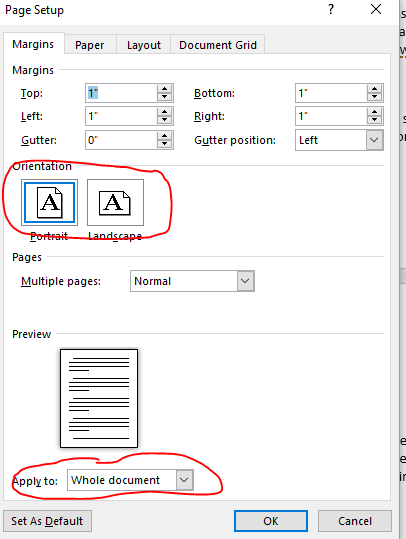 Page Setup ? ×
Margins Paper Layout Document Grid
Margins
Top: 1" Bottom: 1"
Left: 1" Right: 1"
Gutter: 0" Gutter position: Left
Orientation
A A
Portrait Landscape
Pages
Multiple pages: Normal
Preview
Apply to: Whole document
Set As Default OK Cancel